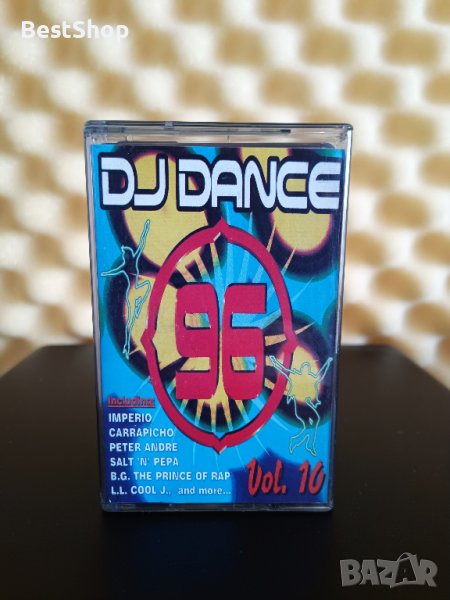 BestShop
DJ DANCE
96
Including:
IMPERIO
CARRAPICHO
PETER ANDRE
SALT 'N' PEPA
B.G. THE PRINCE OF RAP
L.L. COOL J.. and more...
Vol. 10
BAZAR